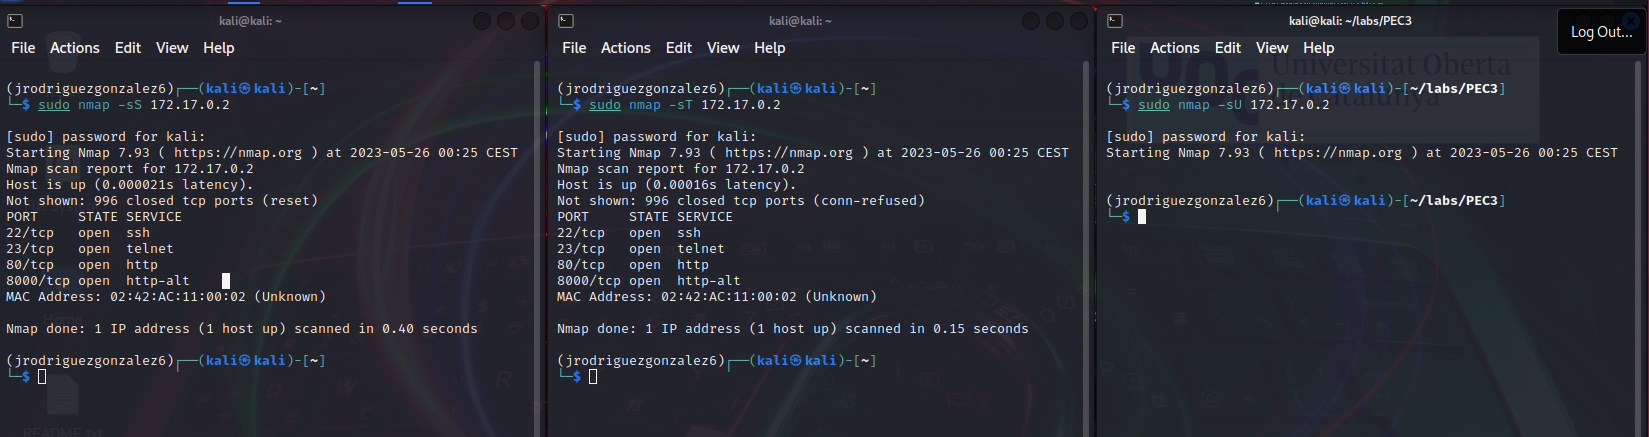 kali@kali: ~
File Actions Edit View Help
(jrodriguezgonzalez6)┌──(kali㉿kali)-[~]
└─$ sudo nmap -sS 172.17.0.2
[sudo] password for kali:
Starting Nmap 7.93 ( https://nmap.org ) at 2023-05-26 00:25 CEST
Nmap scan report for 172.17.0.2
Host is up (0.000021s latency).
Not shown: 996 closed tcp ports (reset)
PORT     STATE SERVICE
22/tcp   open  ssh
23/tcp   open  telnet
80/tcp   open  http
8000/tcp open  http-alt
MAC Address: 02:42:AC:11:00:02 (Unknown)
Nmap done: 1 IP address (1 host up) scanned in 0.40 seconds
(jrodriguezgonzalez6)┌──(kali㉿kali)-[~]
└─$
Home
README.txt
kali@kali: ~
File Actions Edit View Help
(jrodriguezgonzalez6)┌──(kali㉿kali)-[~]
└─$ sudo nmap -sT 172.17.0.2
[sudo] password for kali:
Starting Nmap 7.93 ( https://nmap.org ) at 2023-05-26 00:25 CEST
Nmap scan report for 172.17.0.2
Host is up (0.00016s latency).
Not shown: 996 closed tcp ports (conn-refused)
PORT     STATE SERVICE
22/tcp   open  ssh
23/tcp   open  telnet
80/tcp   open  http
8000/tcp open  http-alt
MAC Address: 02:42:AC:11:00:02 (Unknown)
Nmap done: 1 IP address (1 host up) scanned in 0.15 seconds
(jrodriguezgonzalez6)┌──(kali㉿kali)-[~]
└─$
kali@kali: ~/labs/PEC3
Log Out...
File Actions Edit View Help
UOC Universitat Oberta
de Catalunya
(jrodriguezgonzalez6)┌──(kali㉿kali)-[~/labs/PEC3]
└─$ sudo nmap -sU 172.17.0.2
[sudo] password for kali:
Starting Nmap 7.93 ( https://nmap.org ) at 2023-05-26 00:25 CEST
(jrodriguezgonzalez6)┌──(kali㉿kali)-[~/labs/PEC3]
└─$